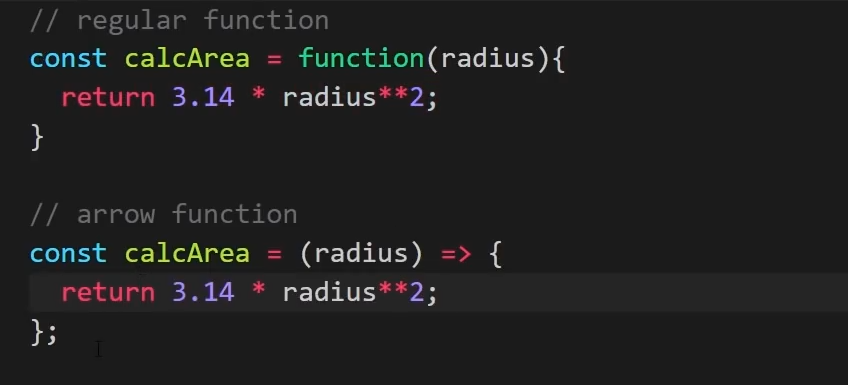 // regular function
const calcArea = function(radius){
  return 3.14 * radius**2;
}

// arrow function
const calcArea = (radius) => {
  return 3.14 * radius**2;
};